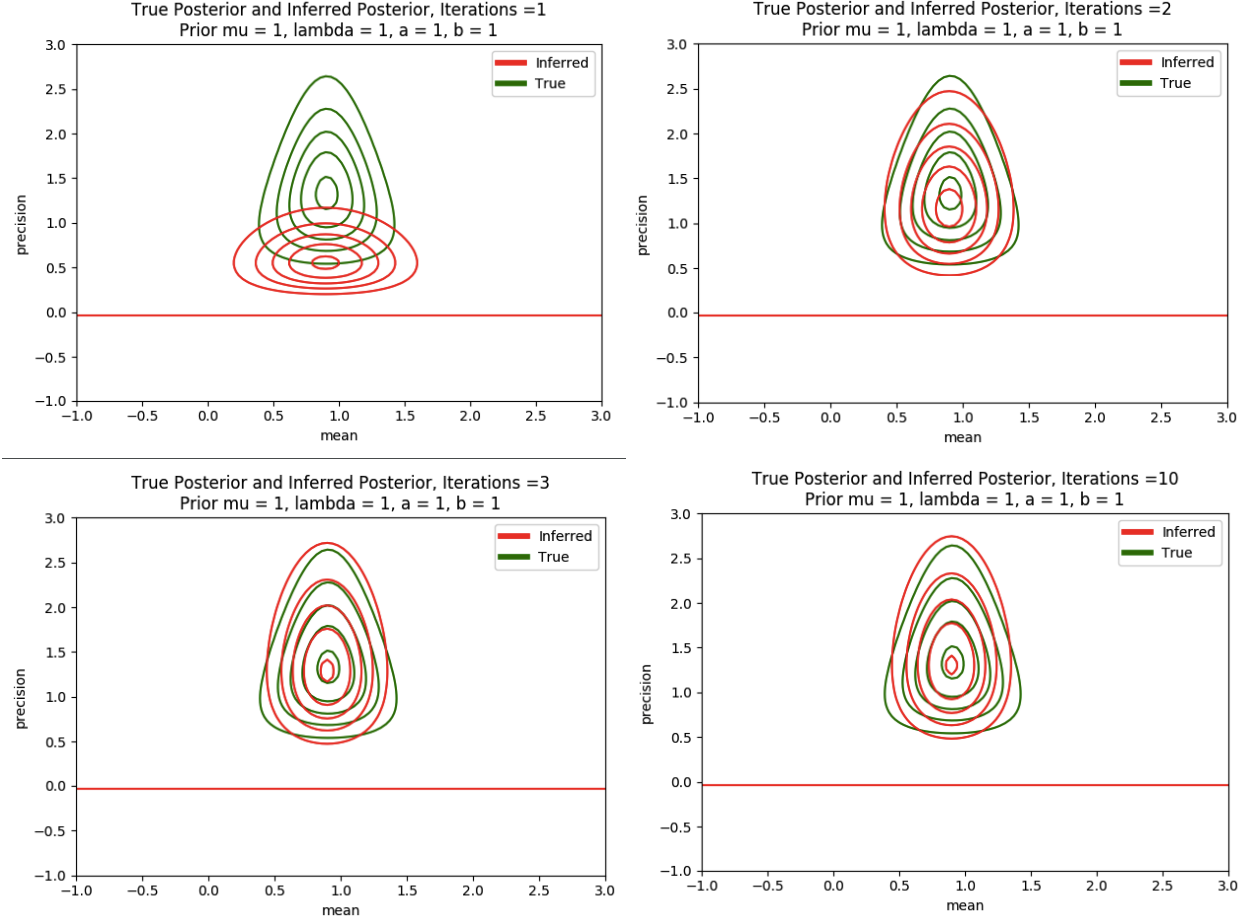 True Posterior and Inferred Posterior, Iterations =1
Prior mu = 1, lambda = 1, a = 1, b = 1
Inferred
True
precision
3.0
2.5
2.0
1.5
1.0
0.5
0.0
−0.5
−1.0
−1.0 −0.5 0.0 0.5 1.0 1.5 2.0 2.5 3.0
mean
True Posterior and Inferred Posterior, Iterations =2
Prior mu = 1, lambda = 1, a = 1, b = 1
Inferred
True
precision
3.0
2.5
2.0
1.5
1.0
0.5
0.0
−0.5
−1.0
−1.0 −0.5 0.0 0.5 1.0 1.5 2.0 2.5 3.0
mean
True Posterior and Inferred Posterior, Iterations =3
Prior mu = 1, lambda = 1, a = 1, b = 1
Inferred
True
precision
3.0
2.5
2.0
1.5
1.0
0.5
0.0
−0.5
−1.0
−1.0 −0.5 0.0 0.5 1.0 1.5 2.0 2.5 3.0
mean
True Posterior and Inferred Posterior, Iterations =10
Prior mu = 1, lambda = 1, a = 1, b = 1
Inferred
True
precision
3.0
2.5
2.0
1.5
1.0
0.5
0.0
−0.5
−1.0
−1.0 −0.5 0.0 0.5 1.0 1.5 2.0 2.5 3.0
mean